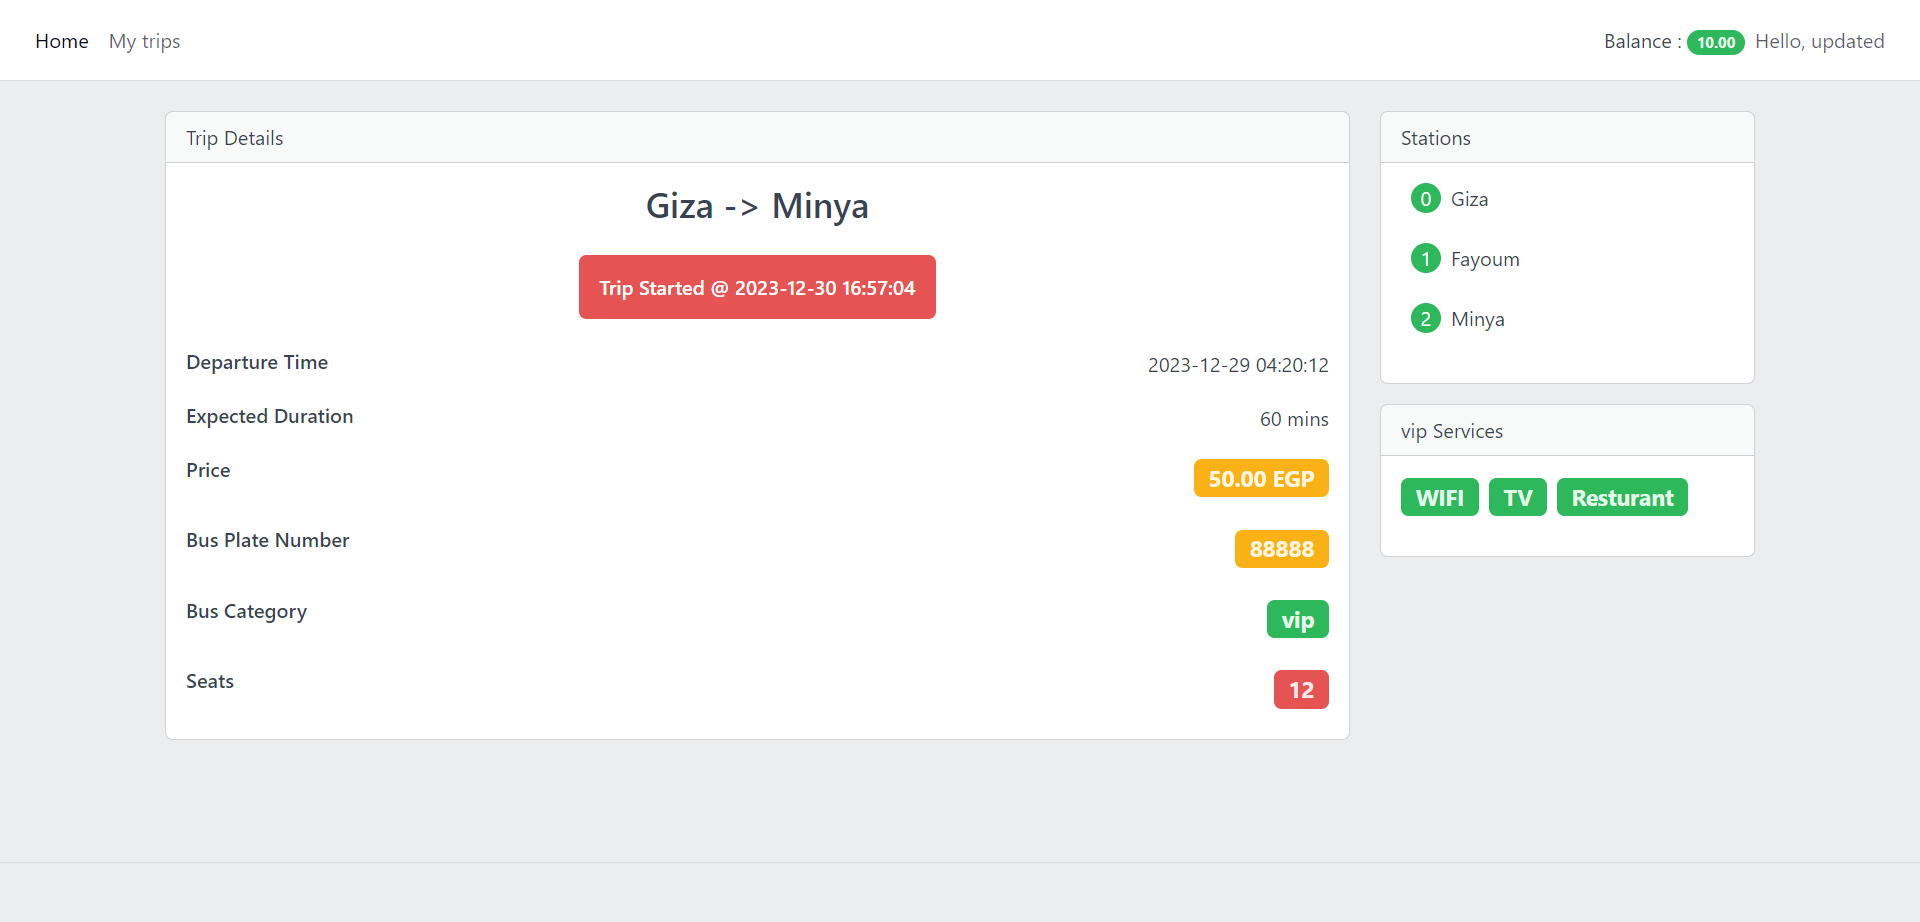 Home My trips Balance : 10.00 Hello, updated
Trip Details
Giza -> Minya
Trip Started @ 2023-12-30 16:57:04
Departure Time 2023-12-29 04:20:12
Expected Duration 60 mins
Price 50.00 EGP
Bus Plate Number 88888
Bus Category vip
Seats 12
Stations
0 Giza
1 Fayoum
2 Minya
vip Services
WIFI TV Resturant